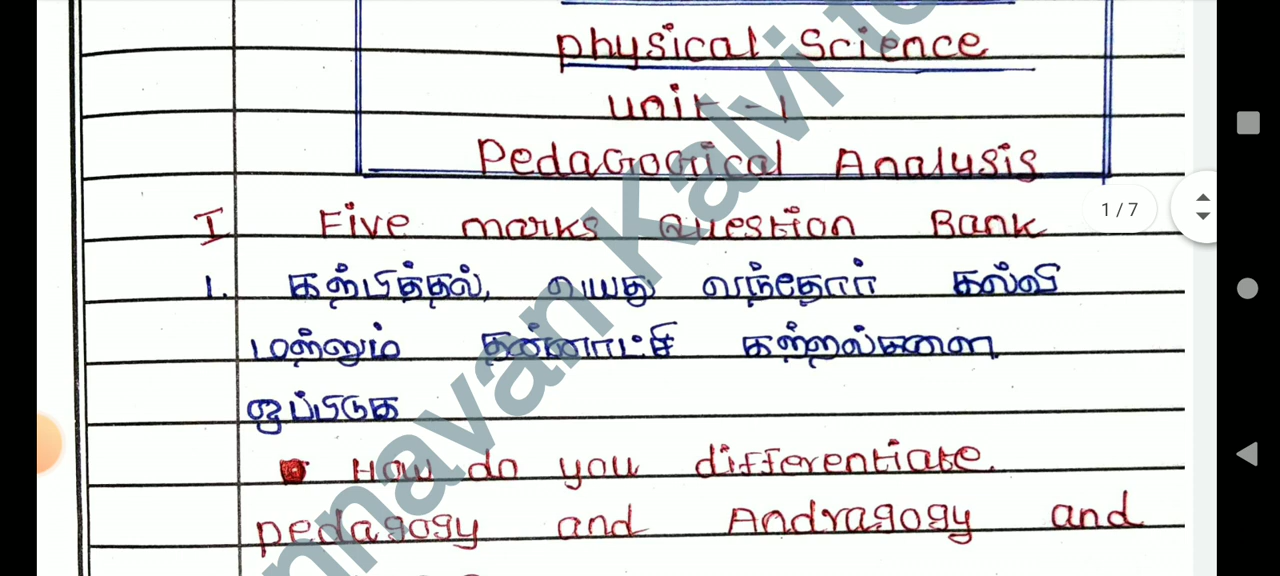 Physical Science
Unit - 1
Pedagogical Analysis
I Five marks Question Bank
1. கற்பித்தல், வயது வந்தோர் கல்வி
மற்றும் தன்னாட்சி கற்றல்களை
ஒப்பிடுக
How do you differentiate.
pedagogy and Andragogy and
1 / 7